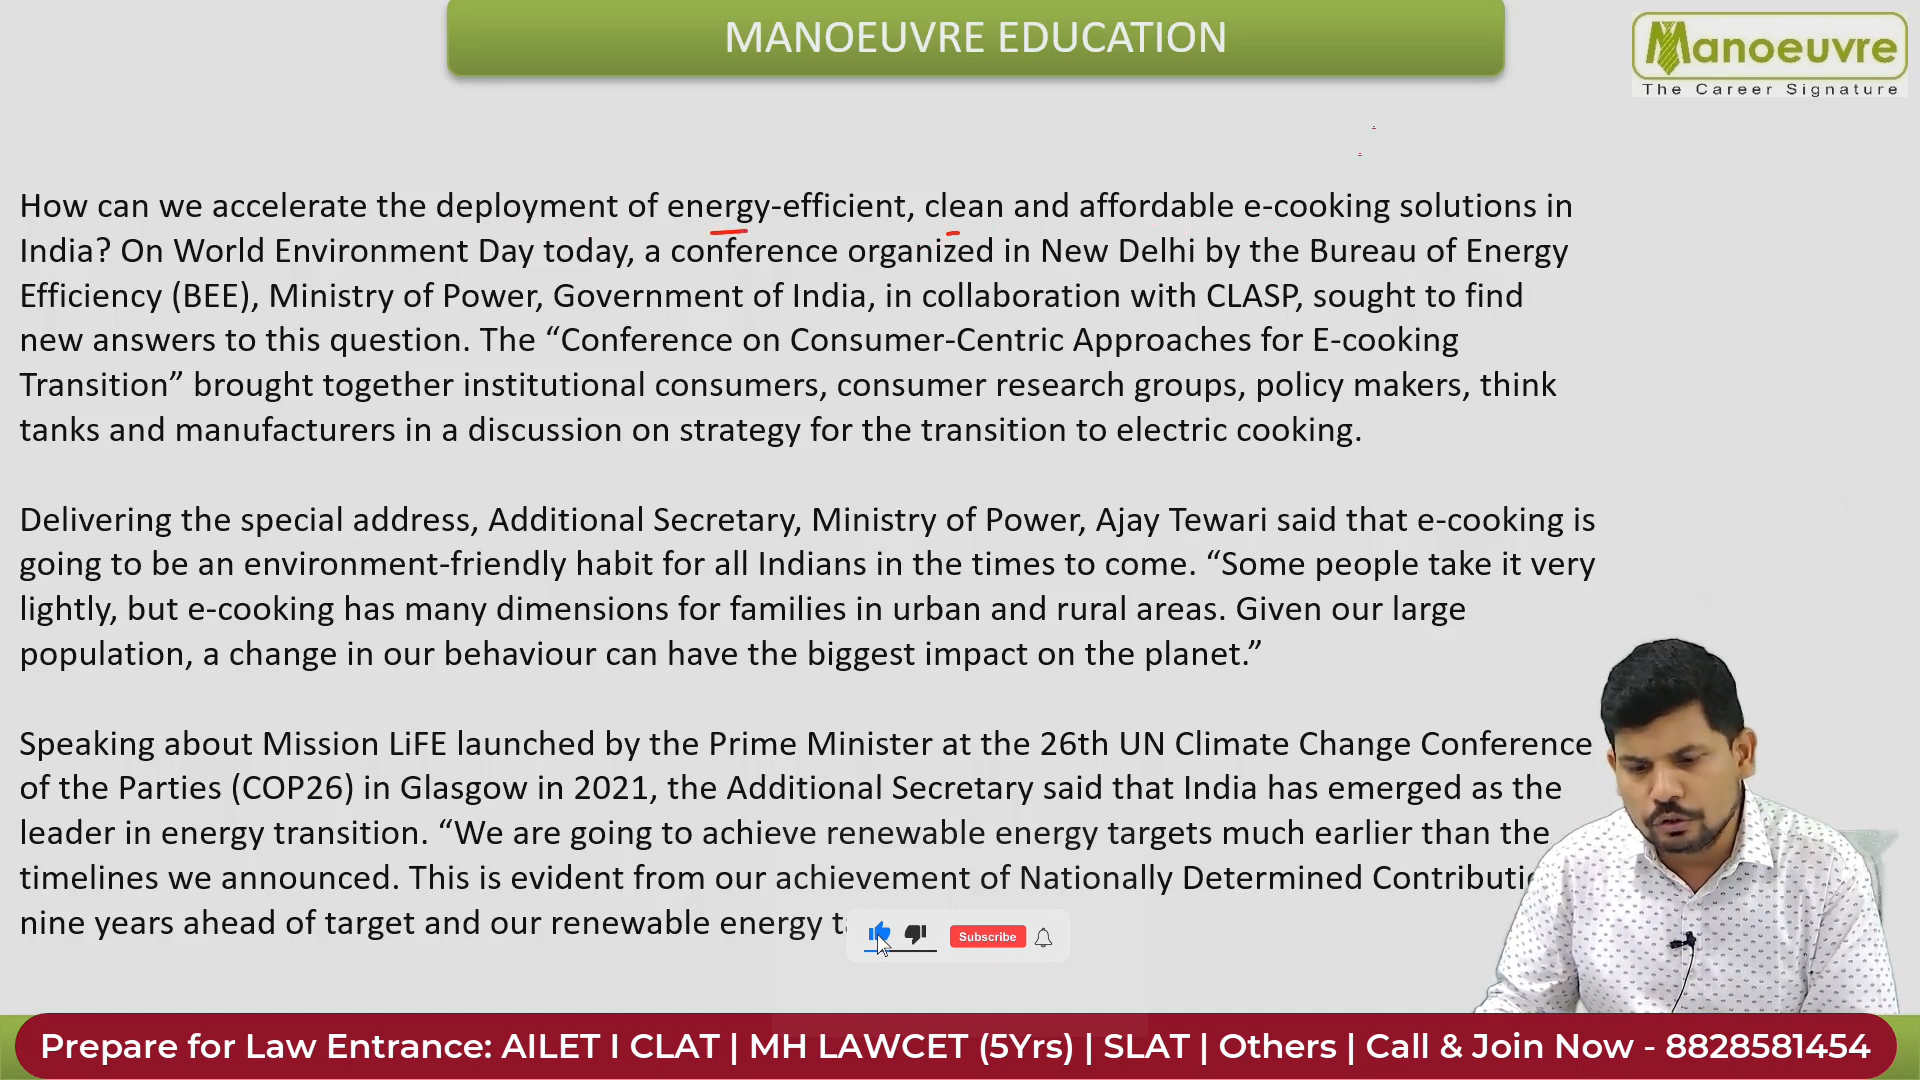 MANOEUVRE EDUCATION
Manoeuvre
The Career Signature
How can we accelerate the deployment of energy-efficient, clean and affordable e-cooking solutions in
India? On World Environment Day today, a conference organized in New Delhi by the Bureau of Energy
Efficiency (BEE), Ministry of Power, Government of India, in collaboration with CLASP, sought to find
new answers to this question. The “Conference on Consumer-Centric Approaches for E-cooking
Transition” brought together institutional consumers, consumer research groups, policy makers, think
tanks and manufacturers in a discussion on strategy for the transition to electric cooking.
Delivering the special address, Additional Secretary, Ministry of Power, Ajay Tewari said that e-cooking is
going to be an environment-friendly habit for all Indians in the times to come. “Some people take it very
lightly, but e-cooking has many dimensions for families in urban and rural areas. Given our large
population, a change in our behaviour can have the biggest impact on the planet.”
Speaking about Mission LiFE launched by the Prime Minister at the 26th UN Climate Change Conference
of the Parties (COP26) in Glasgow in 2021, the Additional Secretary said that India has emerged as the
leader in energy transition. “We are going to achieve renewable energy targets much earlier than the
timelines we announced. This is evident from our achievement of Nationally Determined
nine years ahead of target and our renewable energy
Subscribe
Prepare for Law Entrance: AILET I CLAT | MH LAWCET (5Yrs) | SLAT | Others | Call & Join Now - 8828581454